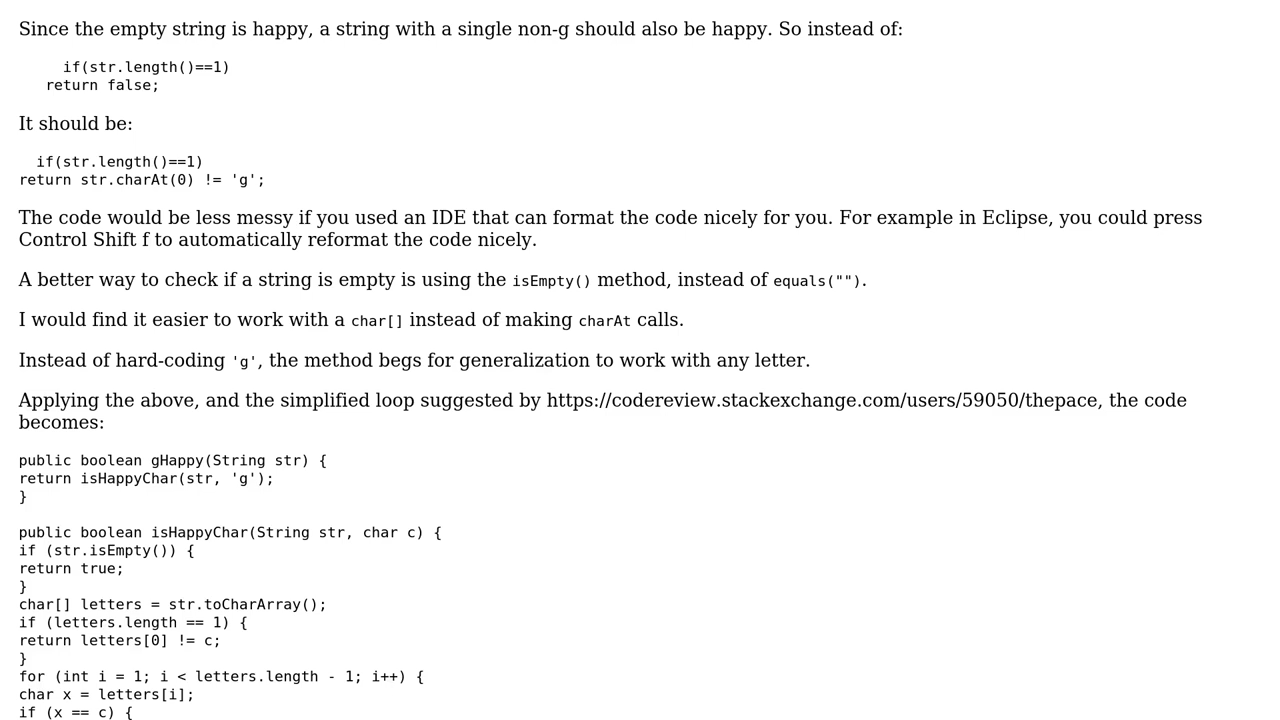 Since the empty string is happy, a string with a single non-g should also be happy. So instead of:
if(str.length()==1)
return false;
It should be:
if(str.length()==1)
return str.charAt(0) != 'g';
The code would be less messy if you used an IDE that can format the code nicely for you. For example in Eclipse, you could press
Control Shift f to automatically reformat the code nicely.
A better way to check if a string is empty is using the isEmpty() method, instead of equals("").
I would find it easier to work with a char[] instead of making charAt calls.
Instead of hard-coding 'g', the method begs for generalization to work with any letter.
Applying the above, and the simplified loop suggested by https://codereview.stackexchange.com/users/59050/thepace, the code
becomes:
public boolean gHappy(String str) {
return isHappyChar(str, 'g');
}
public boolean isHappyChar(String str, char c) {
if (str.isEmpty()) {
return true;
}
char[] letters = str.toCharArray();
if (letters.length == 1) {
return letters[0] != c;
}
for (int i = 1; i < letters.length - 1; i++) {
char x = letters[i];
if (x == c) {